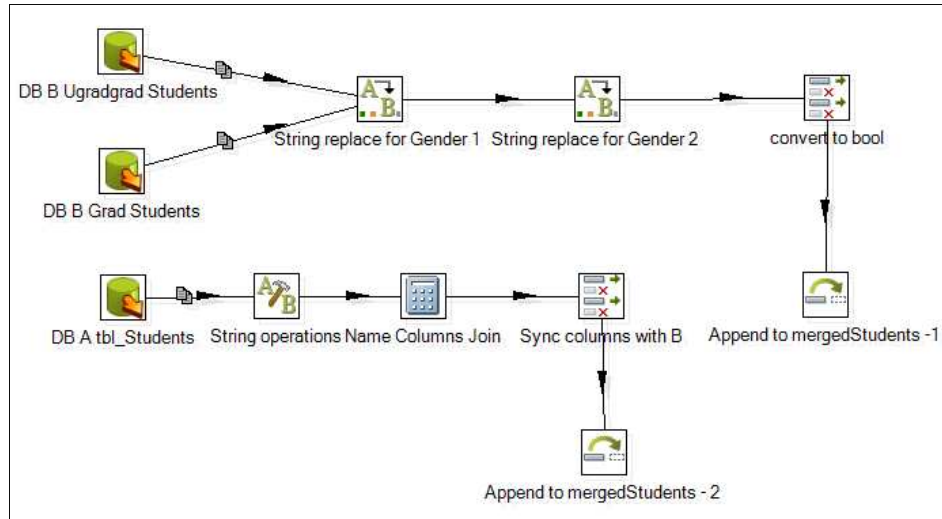 DB B Ugradgrad Students
String replace for Gender 1
String replace for Gender 2
convert to bool
DB B Grad Students
DB A tbl_Students
String operations
Name Columns Join
Sync columns with B
Append to mergedStudents -1
Append to mergedStudents - 2